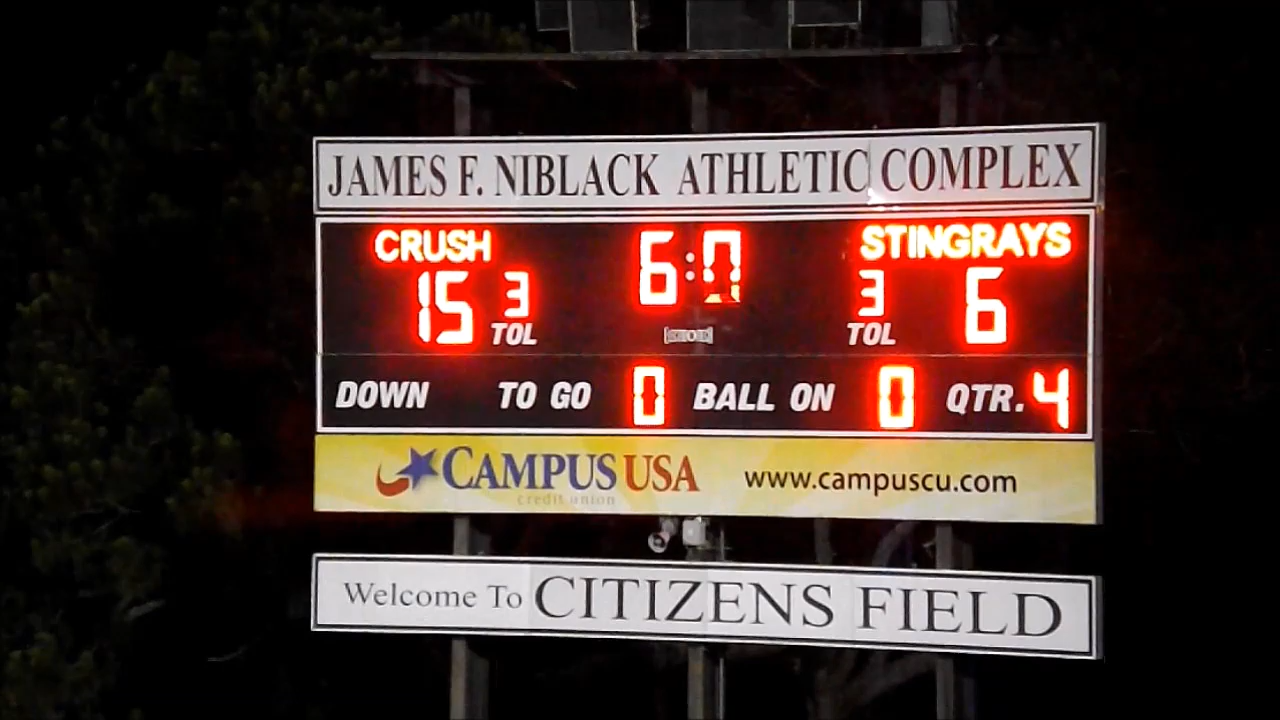 JAMES F. NIBLACK ATHLETIC COMPLEX
CRUSH 6:0 STINGRAYS
15 3 3 6
TOL TOL
DOWN TO GO 0 BALL ON 0 QTR. 4
CAMPUS USA www.campuscu.com
credit union
Welcome To CITIZENS FIELD